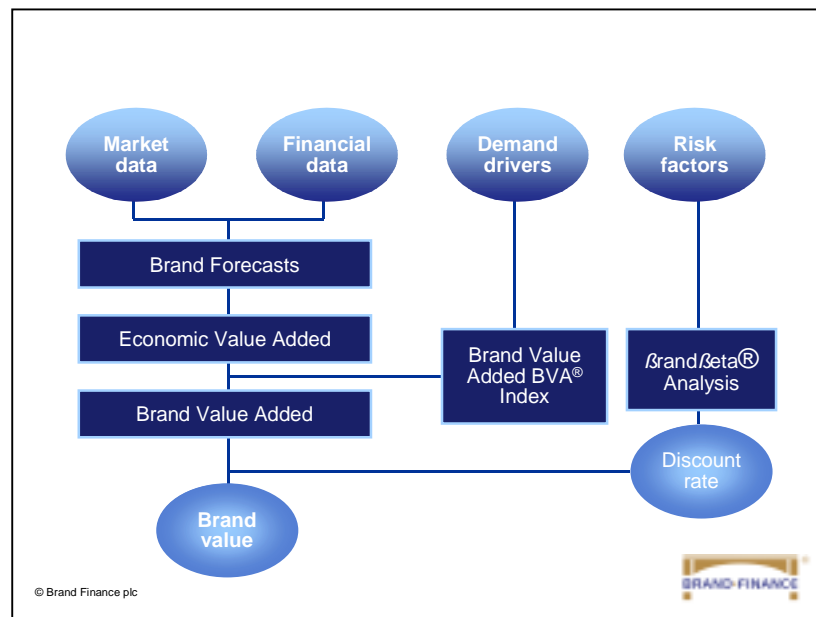 Market
data
Financial
data
Demand
drivers
Risk
factors
Brand Forecasts
Economic Value Added
Brand Value
Added BVA®
Index
ßrandßeta®
Analysis
Brand Value Added
Discount
rate
Brand
value
© Brand Finance plc
BRAND FINANCE